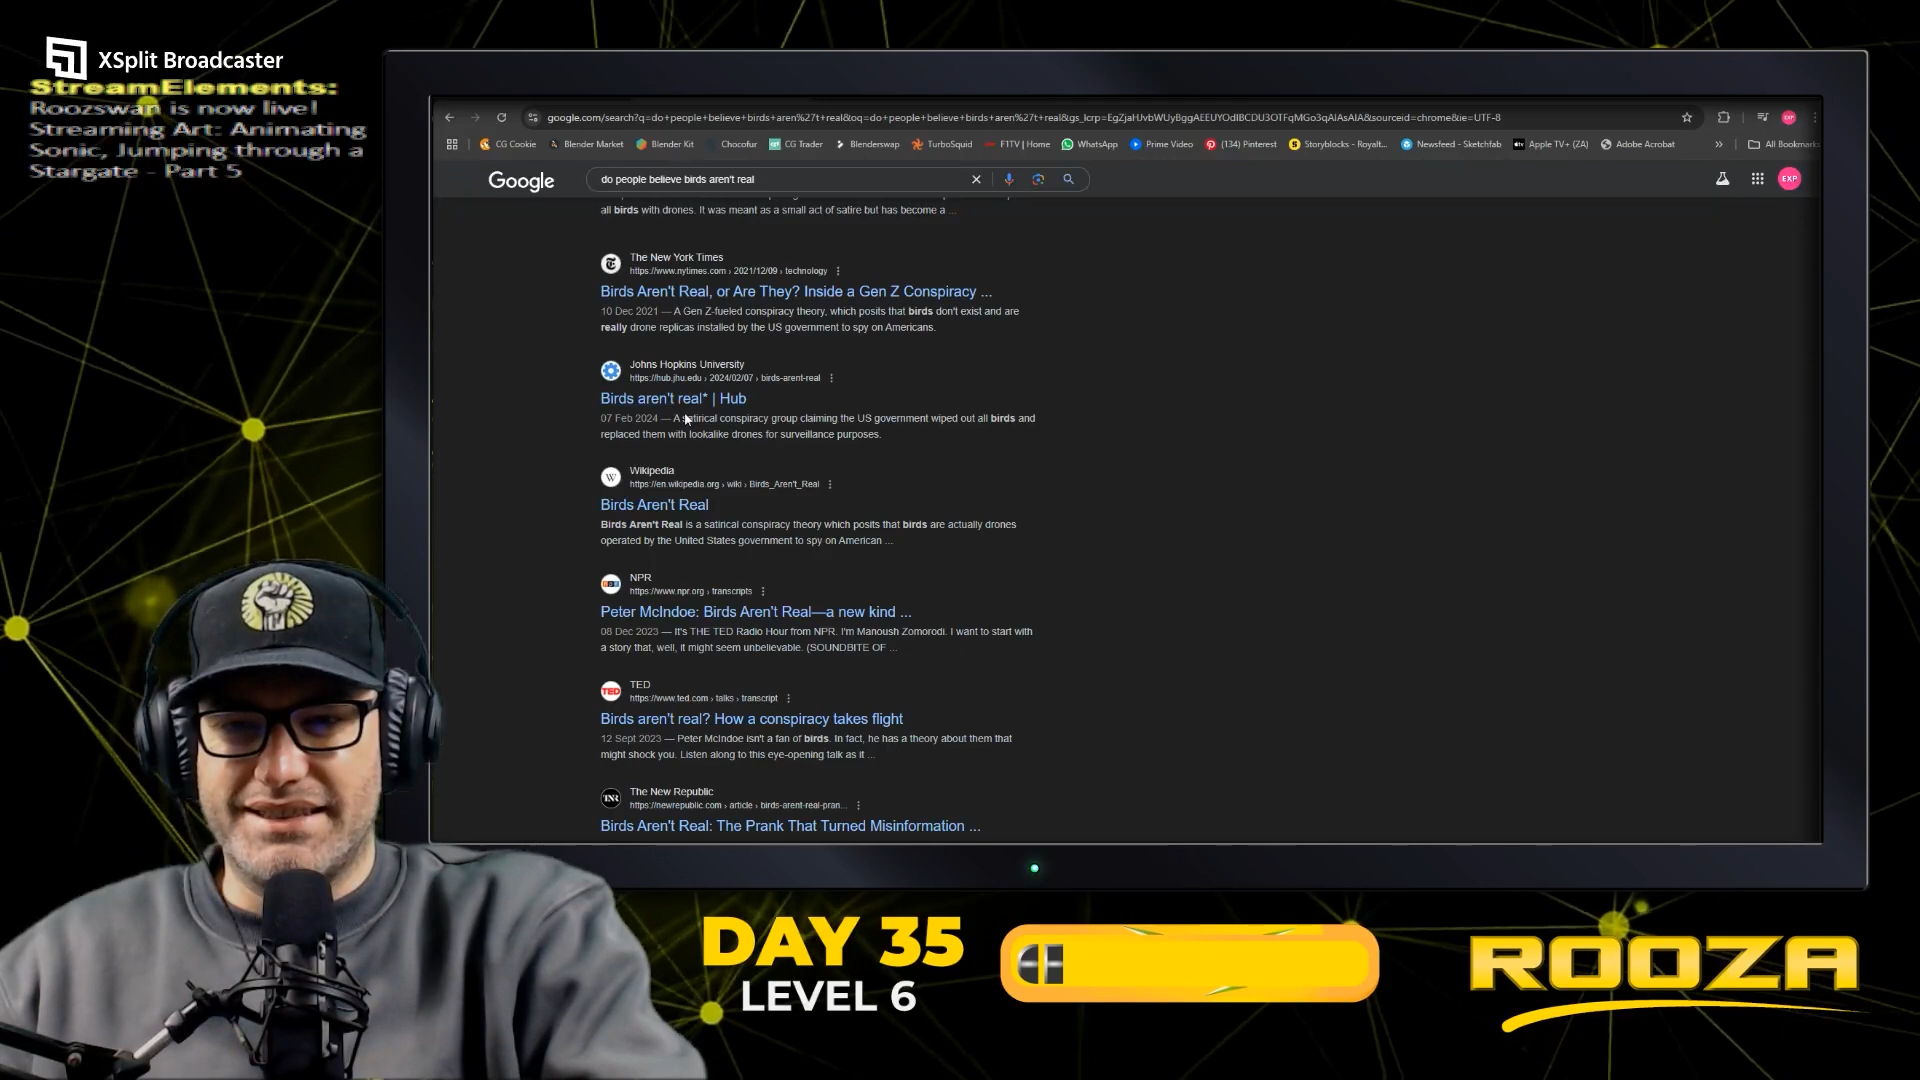 XSplit Broadcaster
StreamElements:
Roozswan is now live!
Streaming Art: Animating
Sonic, Jumping through a
Stargate - Part 5
google.com/search?q=do+people+believe+birds+aren%27t+real&oq=do+people+believe+birds+aren%27t+real&gs_lcrp=EgZjaHJvbWUyBggAEEUYOdIBCDU3OTFqMGo3qAIAsAIA&sourceid=chrome&ie=UTF-8
CG Cookie Blender Market Blender Kit Chocofur CG Trader Blenderswap TurboSquid F1TV | Home WhatsApp Prime Video (134) Pinterest Storyblocks - Royalt... Newsfeed - Sketchfab Apple TV+ (ZA) Adobe Acrobat » All Bookmarks
Google do people believe birds aren't real EXP
all birds with drones. It was meant as a small act of satire but has become a ...
The New York Times
https://www.nytimes.com › 2021/12/09 › technology
Birds Aren't Real, or Are They? Inside a Gen Z Conspiracy ...
10 Dec 2021 — A Gen Z-fueled conspiracy theory, which posits that birds don't exist and are
really drone replicas installed by the US government to spy on Americans.
Johns Hopkins University
https://hub.jhu.edu › 2024/02/07 › birds-arent-real
Birds aren't real* | Hub
07 Feb 2024 — A satirical conspiracy group claiming the US government wiped out all birds and
replaced them with lookalike drones for surveillance purposes.
Wikipedia
https://en.wikipedia.org › wiki › Birds_Aren't_Real
Birds Aren't Real
Birds Aren't Real is a satirical conspiracy theory which posits that birds are actually drones
operated by the United States government to spy on American ...
NPR
https://www.npr.org › transcripts
Peter McIndoe: Birds Aren't Real—a new kind ...
08 Dec 2023 — It's THE TED Radio Hour from NPR. I'm Manoush Zomorodi. I want to start with
a story that, well, it might seem unbelievable. (SOUNDBITE OF ...
TED
TED
https://www.ted.com › talks › transcript
Birds aren't real? How a conspiracy takes flight
12 Sept 2023 — Peter McIndoe isn't a fan of birds. In fact, he has a theory about them that
might shock you. Listen along to this eye-opening talk as it ...
The New Republic
TNR
https://newrepublic.com › article › birds-arent-real-pran...
Birds Aren't Real: The Prank That Turned Misinformation ...
DAY 35
LEVEL 6
ROOZA